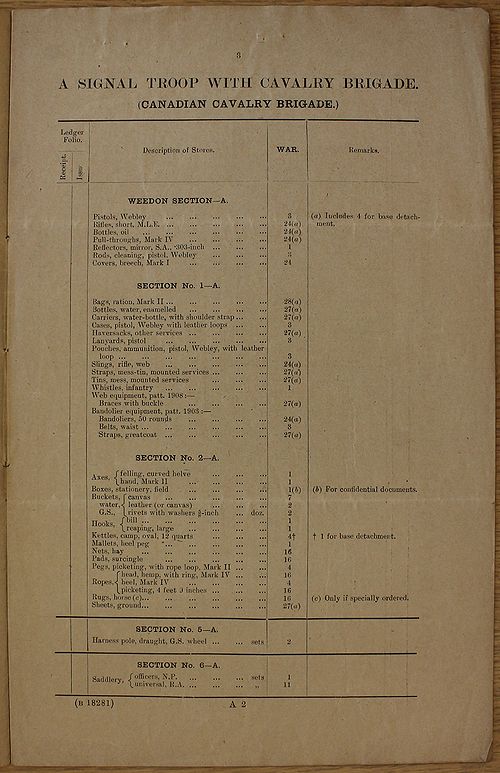 3
A SIGNAL TROOP WITH CAVALRY BRIGADE.
(CANADIAN CAVALRY BRIGADE.)
Ledger Folio.
Receipt.
Issue
Description of Stores.
WAR.
Remarks.
WEEDON SECTION—A.
Pistols, Webley ... ... ... ... ... 3 (a) Includes 4 for base detach-
Rifles, short, M.L.E. ... ... ... ... 24(a) ment.
Bottles, oil ... ... ... ... ... 24(a)
Pull-throughs, Mark IV ... ... ... ... 24(a)
Reflectors, mirror, S.A., ·303-inch ... ... ... 1
Rods, cleaning, pistol, Webley ... ... ... 3
Covers, breech, Mark I ... ... ... ... 24
SECTION No. 1—A.
Bags, ration, Mark II ... ... ... ... ... 28(a)
Bottles, water, enamelled ... ... ... ... 27(a)
Carriers, water-bottle, with shoulder strap ... ... 27(a)
Cases, pistol, Webley with leather loops ... ... 3
Haversacks, other services ... ... ... ... 27(a)
Lanyards, pistol ... ... ... ... ... 3
Pouches, ammunition, pistol, Webley, with leather
loop ... ... ... ... ... ... 3
Slings, rifle, web ... ... ... ... ... 24(a)
Straps, mess-tin, mounted services ... ... ... 27(a)
Tins, mess, mounted services ... ... ... 27(a)
Whistles, infantry ... ... ... ... ... 1
Web equipment, patt. 1908:—
Braces with buckle ... ... ... ... 27(a)
Bandolier equipment, patt. 1903:—
Bandoliers, 50 rounds ... ... ... ... 24(a)
Belts, waist ... ... ... ... ... 3
Straps, greatcoat ... ... ... ... ... 27(a)
SECTION No. 2—A.
Axes, { felling, curved helve ... ... ... ... 1
{ hand, Mark II ... ... ... ... 1
Boxes, stationery, field ... ... ... ... 1(b) (b) For confidential documents.
Buckets, { canvas ... ... ... ... ... 7
water, { leather (or canvas) ... ... ... ... 2
G.S., { rivets with washers ⅜-inch ... ... doz. 2
Hooks, { bill ... ... ... ... ... 1
{ reaping, large ... ... ... ... 1
Kettles, camp, oval, 12 quarts ... ... ... 4† † 1 for base detachment.
Mallets, heel peg ... ... ... ... ... 1
Nets, hay ... ... ... ... ... 16
Pads, surcingle ... ... ... ... ... 16
Pegs, picketing, with rope loop, Mark II ... ... 4
Ropes, { head, hemp, with ring, Mark IV ... ... 16
{ heel, Mark IV ... ... ... ... 4
{ picketing, 4 feet 9 inches ... ... ... 16
Rugs, horse (c)... ... ... ... ... 16 (c) Only if specially ordered.
Sheets, ground... ... ... ... ... 27(a)
SECTION No. 5—A.
Harness pole, draught, G.S. wheel ... ... sets 2
SECTION No. 6—A.
Saddlery, { officers, N.P. ... ... ... ... sets 1
{ universal, R.A. ... ... ... ... „ 11
(B 18281)
A 2